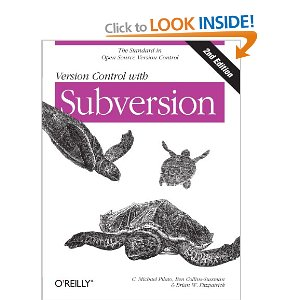 Click to LOOK INSIDE!
The Standard in
Open Source Version Control
2nd Edition
Version Control with
Subversion
O'REILLY®
C. Michael Pilato, Ben Collins-Sussman
& Brian W. Fitzpatrick